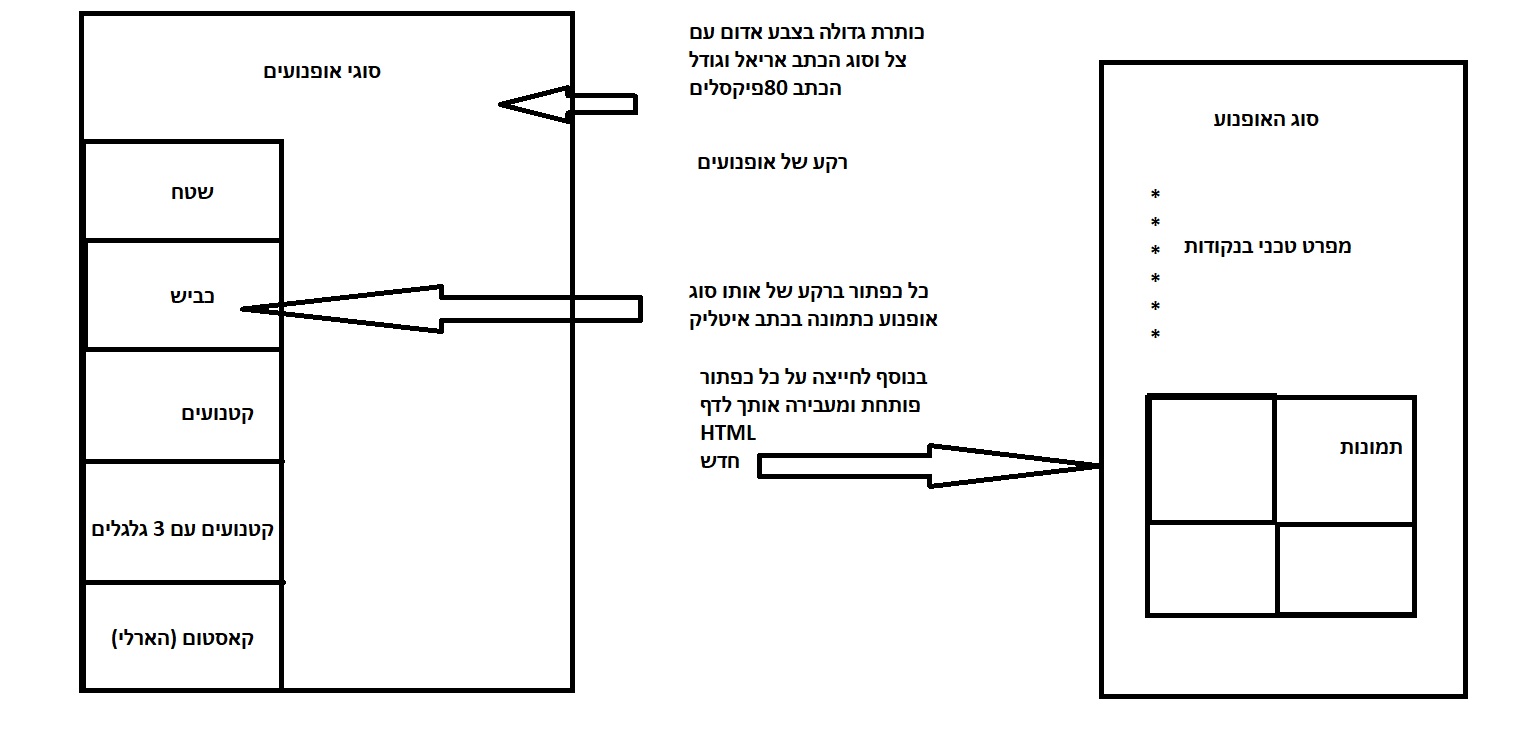 סוגי אופנועים
שטח
כביש
קטנועים
קטנועים עם 3 גלגלים
קאסטום (הארלי)
כותרת גדולה בצבע אדום עם
צל וסוג הכתב אריאל וגודל
הכתב 80פיקסלים
רקע של אופנועים
כל כפתור ברקע של אותו סוג
אופנוע כתמונה בכתב איטליק
בנוסף לחייצה על כל כפתור
פותחת ומעבירה אותך לדף
HTML
חדש
סוג האופנוע
*
*
*
*
*
*
מפרט טכני בנקודות
תמונות